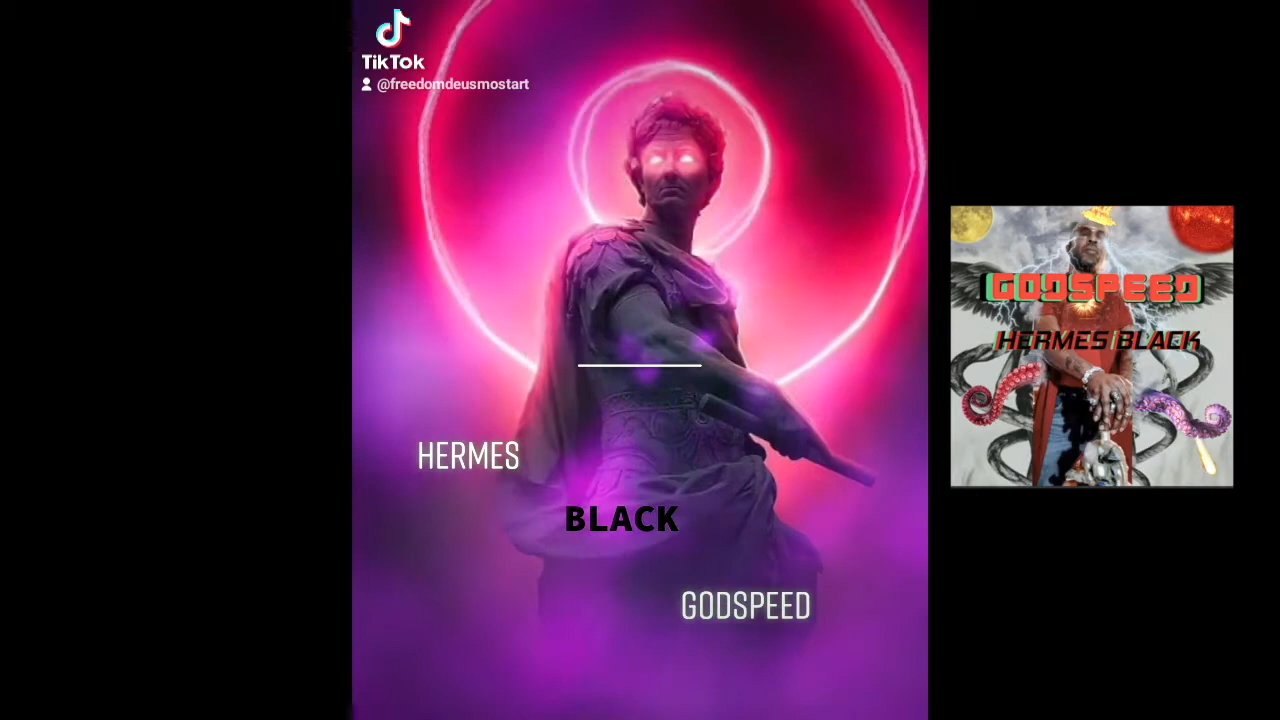 TikTok
@freedomdeusmostart
HERMES
BLACK
GODSPEED
GODSPEED
HERMES BLACK